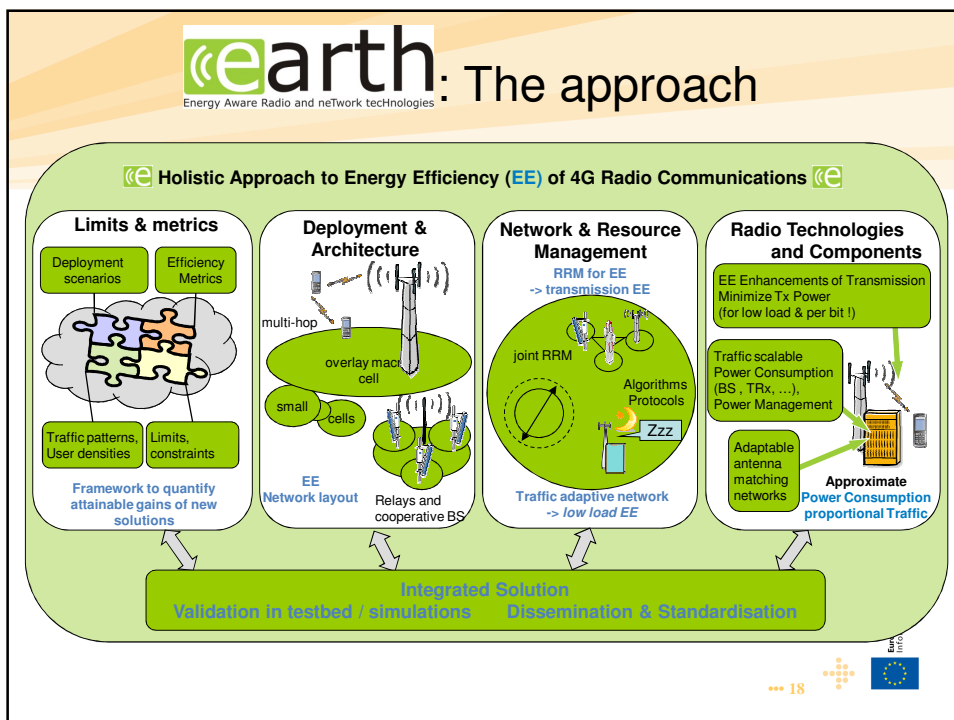 earth: The approach
Energy Aware Radio and neTwork tecHnologies
Holistic Approach to Energy Efficiency (EE) of 4G Radio Communications
Limits & metrics
Deployment
scenarios
Efficiency
Metrics
Traffic patterns,
User densities
Limits,
constraints
Framework to quantify
attainable gains of new
solutions
Deployment &
Architecture
multi-hop
overlay macro
cell
small
cells
EE
Network layout
Relays and
cooperative BS
Network & Resource
Management
RRM for EE
-> transmission EE
joint RRM
Algorithms
Protocols
Zzz
Traffic adaptive network
-> low load EE
Radio Technologies
and Components
EE Enhancements of Transmission
Minimize Tx Power
(for low load & per bit !)
Traffic scalable
Power Consumption
(BS , TRx, …),
Power Management
Adaptable
antenna
matching
networks
Approximate
Power Consumption
proportional Traffic
Integrated Solution
Validation in testbed / simulations Dissemination & Standardisation
••• 18